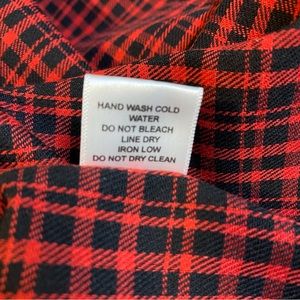 HAND WASH COLD
WATER
DO NOT BLEACH
LINE DRY
IRON LOW
DO NOT DRY CLEAN